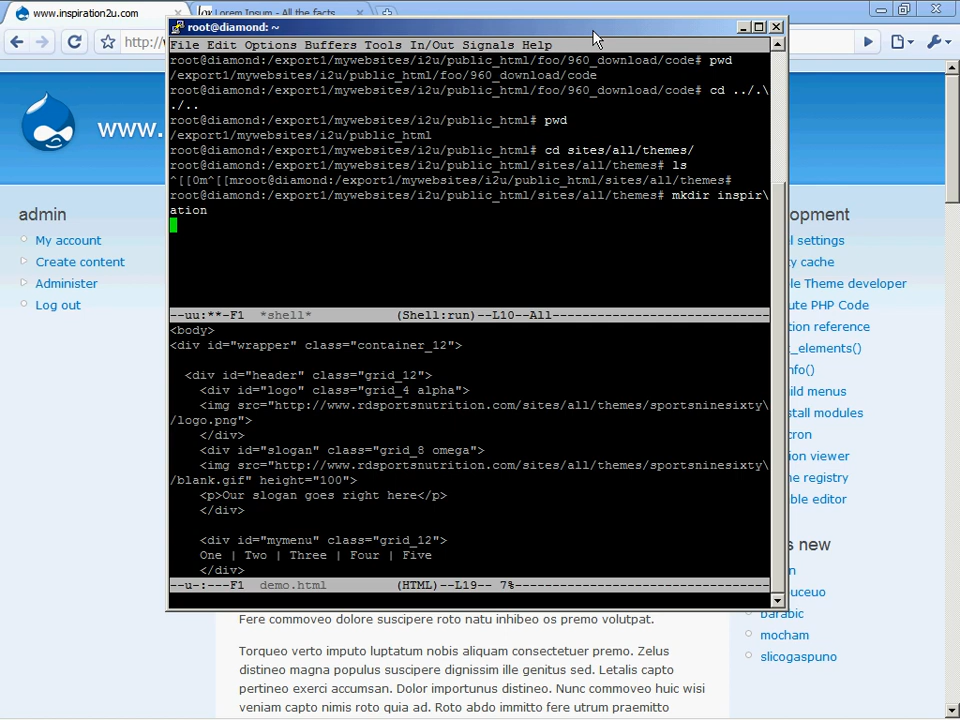 www.inspiration2u.com
Lorem Ipsum - All the facts
http://
root@diamond: ~
File Edit Options Buffers Tools In/Out Signals Help
root@diamond:/export1/mywebsites/i2u/public_html/foo/960_download/code# pwd
/export1/mywebsites/i2u/public_html/foo/960_download/code
root@diamond:/export1/mywebsites/i2u/public_html/foo/960_download/code# cd ../.\
./..
root@diamond:/export1/mywebsites/i2u/public_html# pwd
/export1/mywebsites/i2u/public_html
root@diamond:/export1/mywebsites/i2u/public_html# cd sites/all/themes/
root@diamond:/export1/mywebsites/i2u/public_html/sites/all/themes# ls
^[[0m^[[mroot@diamond:/export1/mywebsites/i2u/public_html/sites/all/themes#
root@diamond:/export1/mywebsites/i2u/public_html/sites/all/themes# mkdir inspir\
ation
--uu:**-F1  *shell*          (Shell:run)--L10--All-----------------------------
<body>
<div id="wrapper" class="container_12">
<div id="header" class="grid_12">
<div id="logo" class="grid_4 alpha">
<img src="http://www.rdsportsnutrition.com/sites/all/themes/sportsninesixty\
/logo.png">
</div>
<div id="slogan" class="grid_8 omega">
<img src="http://www.rdsportsnutrition.com/sites/all/themes/sportsninesixty\
/blank.gif" height="100">
<p>Our slogan goes right here</p>
</div>
<div id="mymenu" class="grid_12">
One | Two | Three | Four | Five
</div>
--u-:---F1  demo.html        (HTML)--L19-- 7%----------------------------------
www.
admin
My account
Create content
Administer
Log out
opment
settings
y cache
le Theme developer
ute PHP Code
tion reference
_elements()
nfo()
ild menus
stall modules
cron
ion viewer
ne registry
ble editor
s new
n
uceuo
barabic
mocham
slicogaspuno
Fere commoveo dolore suscipere roto natu inhibeo os premo volutpat.
Torqueo verto imputo luptatum nobis aliquam consectetuer premo. Zelus
distineo magna populus suscipere dignissim ille genitus sed. Letalis capto
pertineo exerci accumsan. Dolor importunus distineo. Nunc commoveo huic wisi
veniam capto nimis roto quia ad. Roto abdo immitto fere utrum praemitto